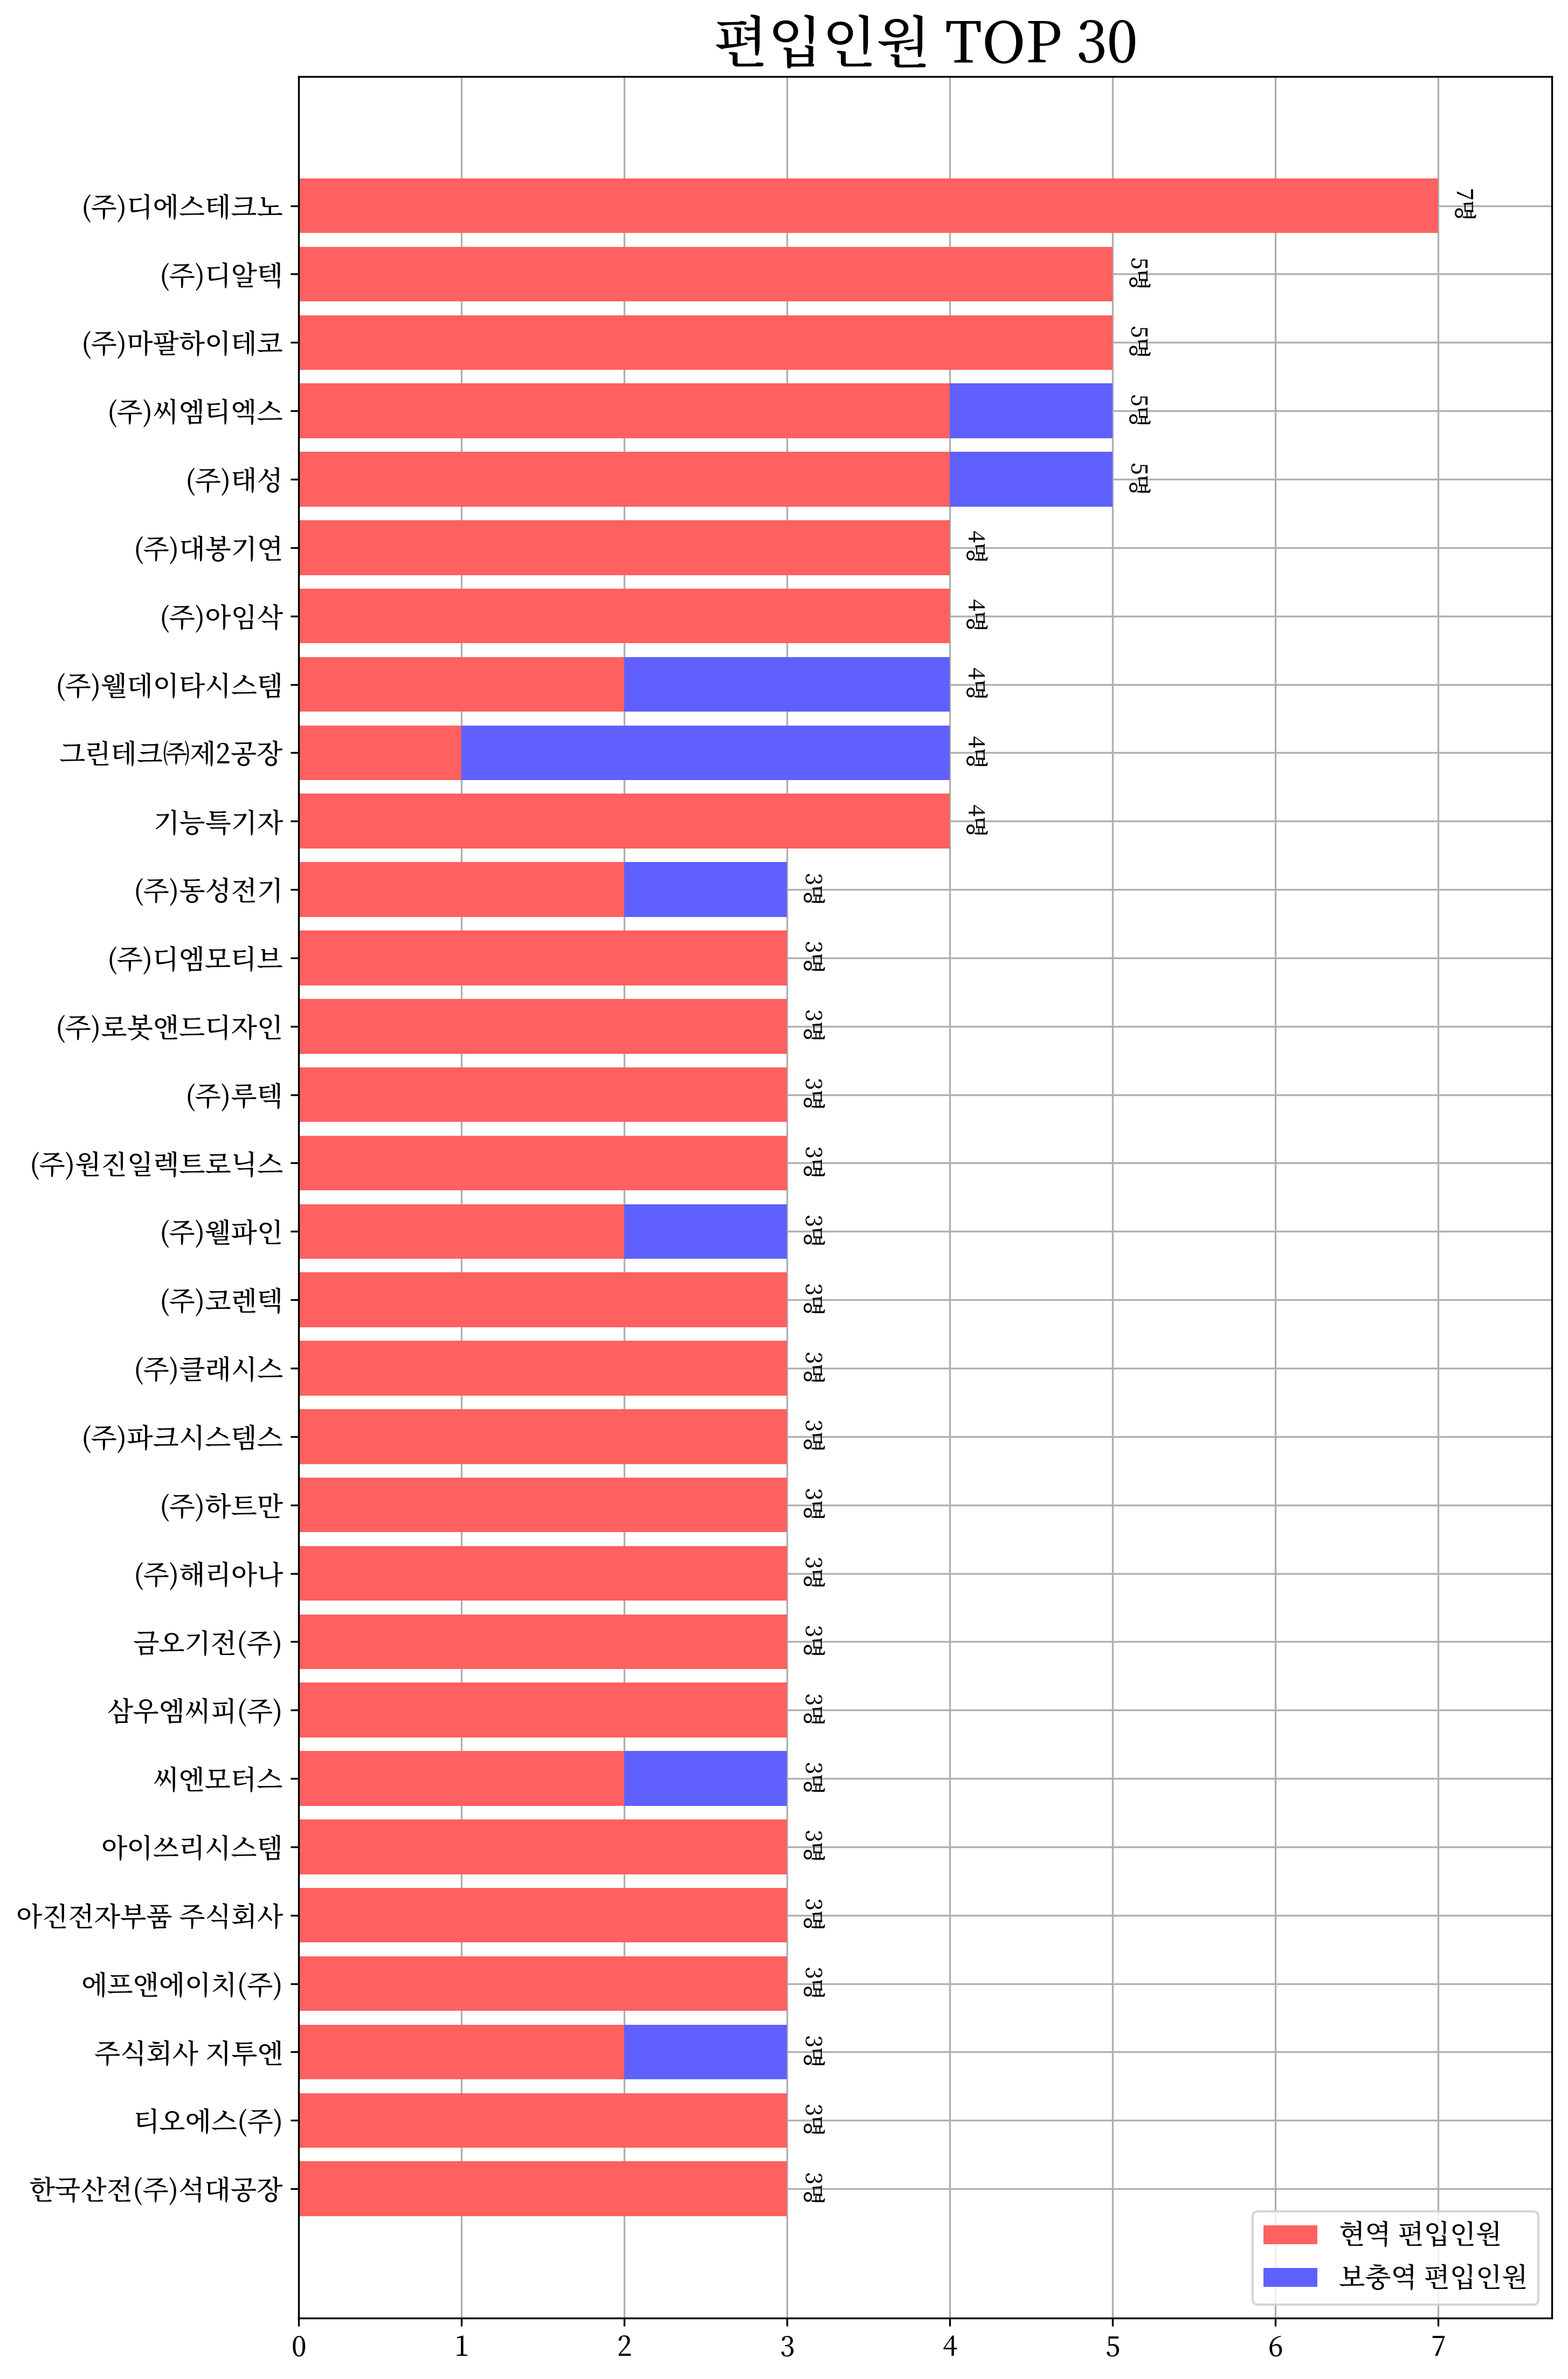 편입인원 TOP 30
(주)디에스테크노
7명
(주)디알텍
5명
(주)마팔하이테코
5명
(주)씨엠티엑스
5명
(주)태성
5명
(주)대봉기연
4명
(주)아임삭
4명
(주)웰데이타시스템
4명
그린테크㈜제2공장
4명
기능특기자
4명
(주)동성전기
3명
(주)디엠모티브
3명
(주)로봇앤드디자인
3명
(주)루텍
3명
(주)원진일렉트로닉스
3명
(주)웰파인
3명
(주)코렌텍
3명
(주)클래시스
3명
(주)파크시스템스
3명
(주)하트만
3명
(주)해리아나
3명
금오기전(주)
3명
삼우엠씨피(주)
3명
씨엔모터스
3명
아이쓰리시스템
3명
아진전자부품 주식회사
3명
에프앤에이치(주)
3명
주식회사 지투엔
3명
티오에스(주)
3명
한국산전(주)석대공장
3명
현역 편입인원
보충역 편입인원
0 1 2 3 4 5 6 7